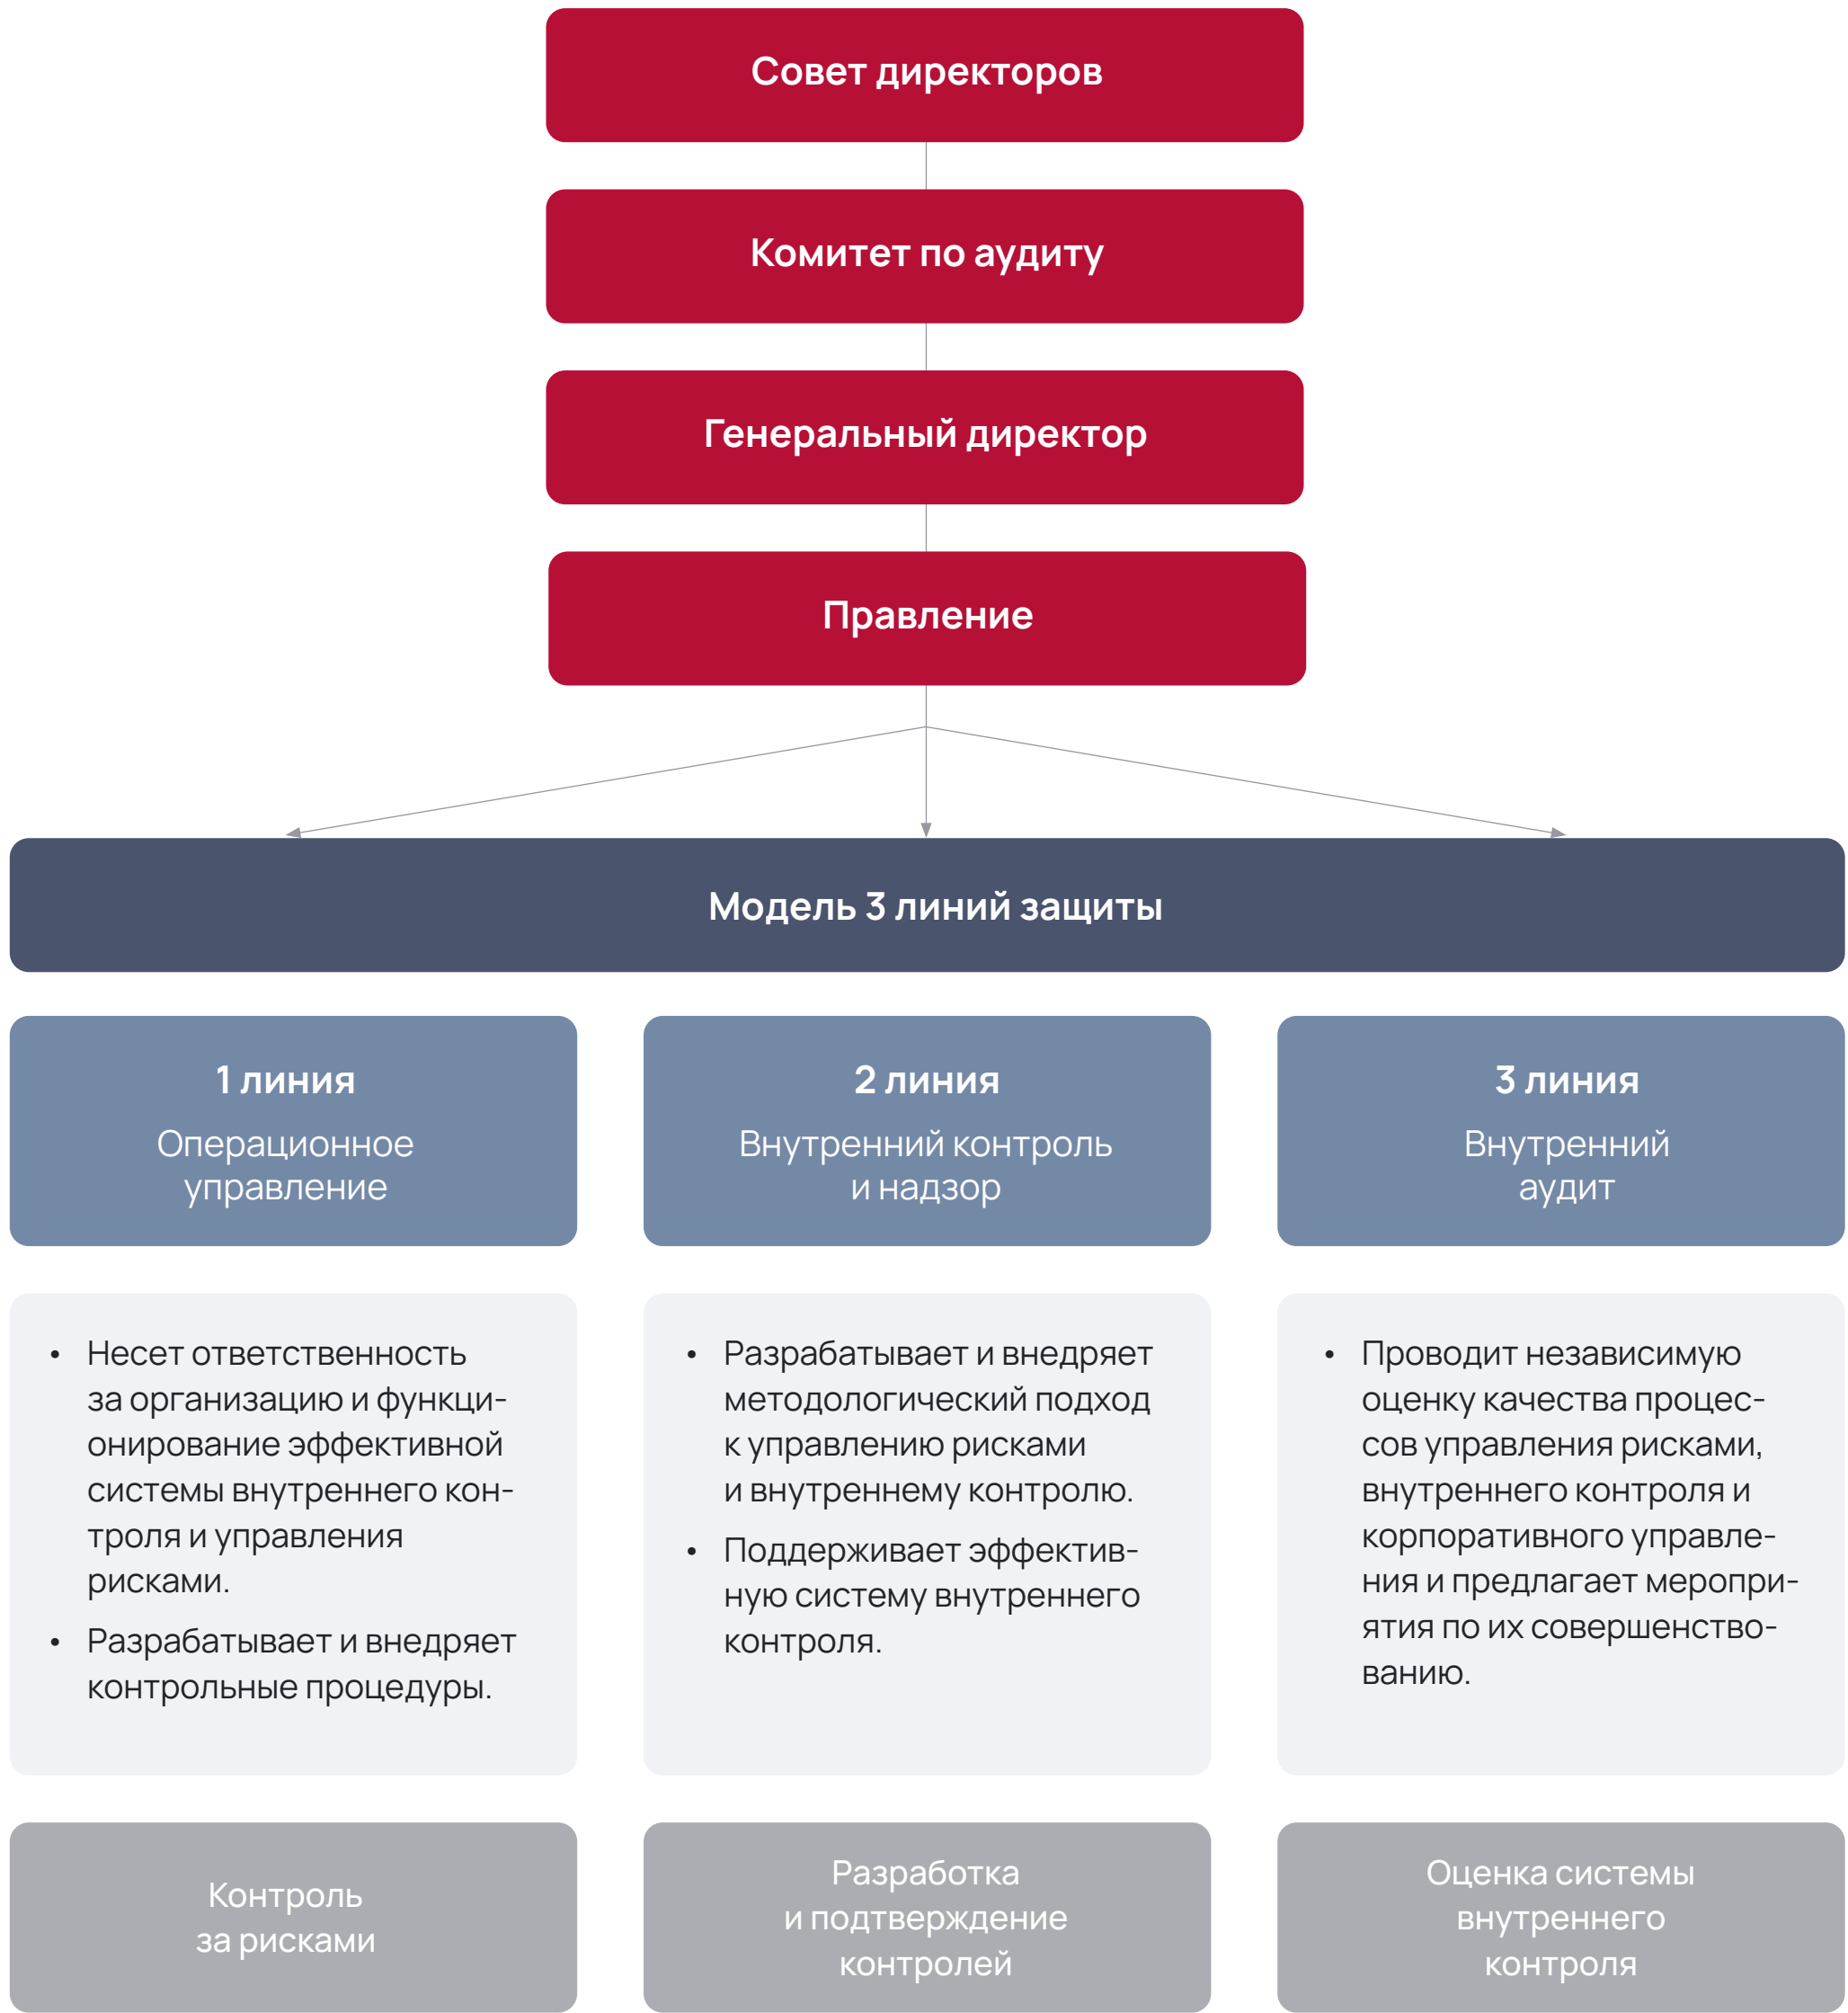 Совет директоров
Комитет по аудиту
Генеральный директор
Правление
Модель 3 линий защиты
1 линия
Операционное
управление
2 линия
Внутренний контроль
и надзор
3 линия
Внутренний
аудит
• Несет ответственность
за организацию и функци-
онирование эффективной
системы внутреннего кон-
троля и управления
рисками.
• Разрабатывает и внедряет
контрольные процедуры.
• Разрабатывает и внедряет
методологический подход
к управлению рисками
и внутреннему контролю.
• Поддерживает эффектив-
ную систему внутреннего
контроля.
• Проводит независимую
оценку качества процес-
сов управления рисками,
внутреннего контроля и
корпоративного управле-
ния и предлагает меропри-
ятия по их совершенство-
ванию.
Контроль
за рисками
Разработка
и подтверждение
контролей
Оценка системы
внутреннего
контроля